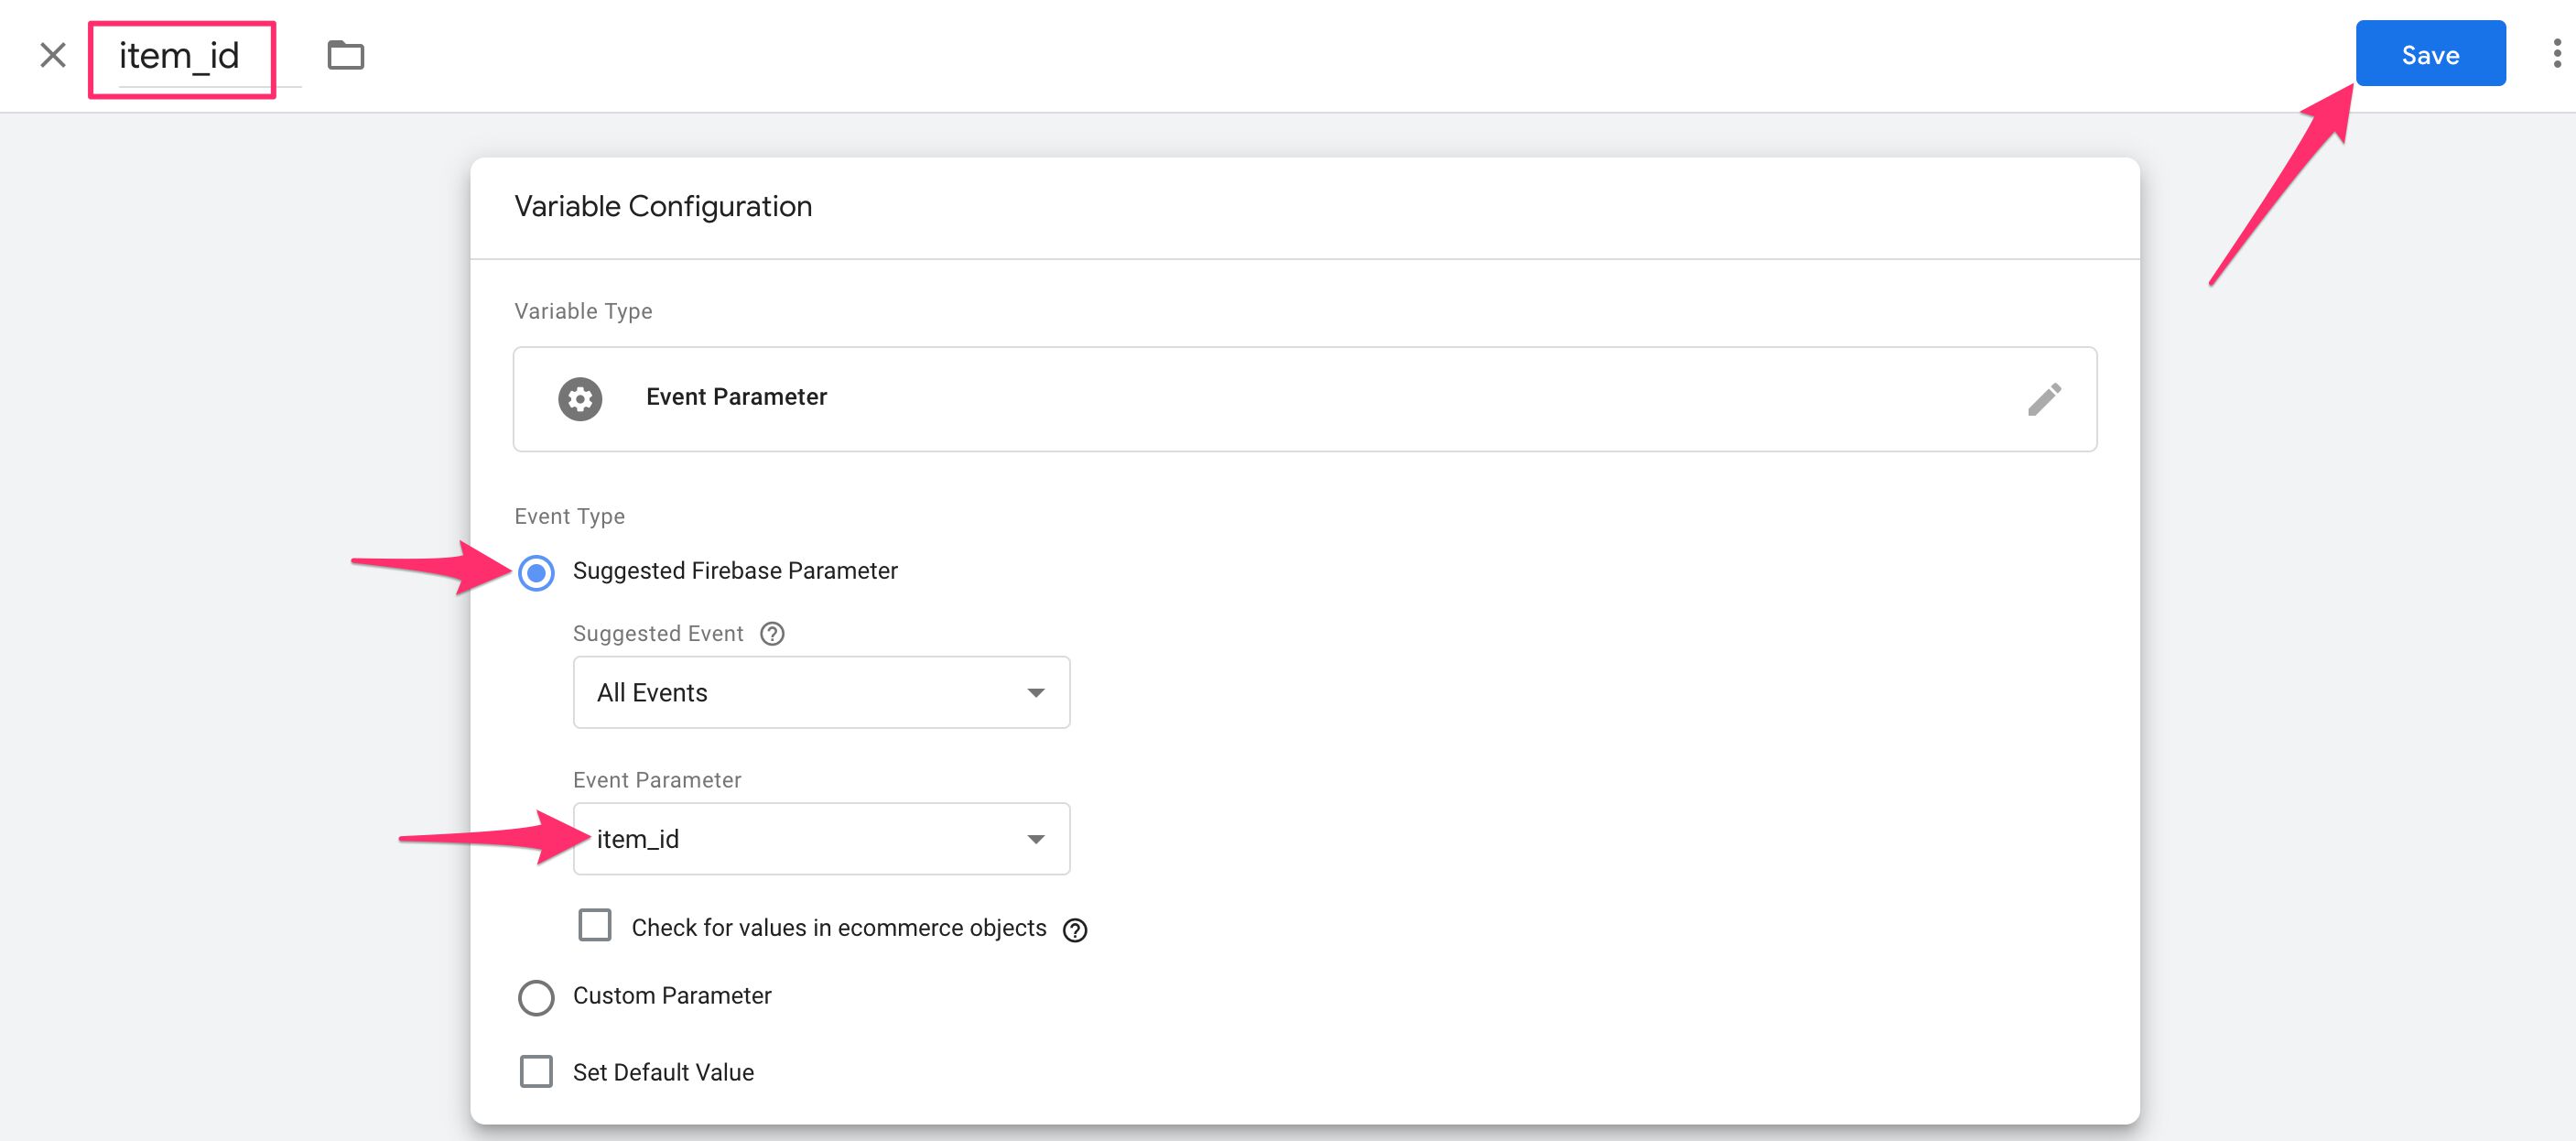 item_id
Save
Variable Configuration
Variable Type
Event Parameter
Event Type
Suggested Firebase Parameter
Suggested Event ?
All Events
Event Parameter
item_id
Check for values in ecommerce objects ?
Custom Parameter
Set Default Value